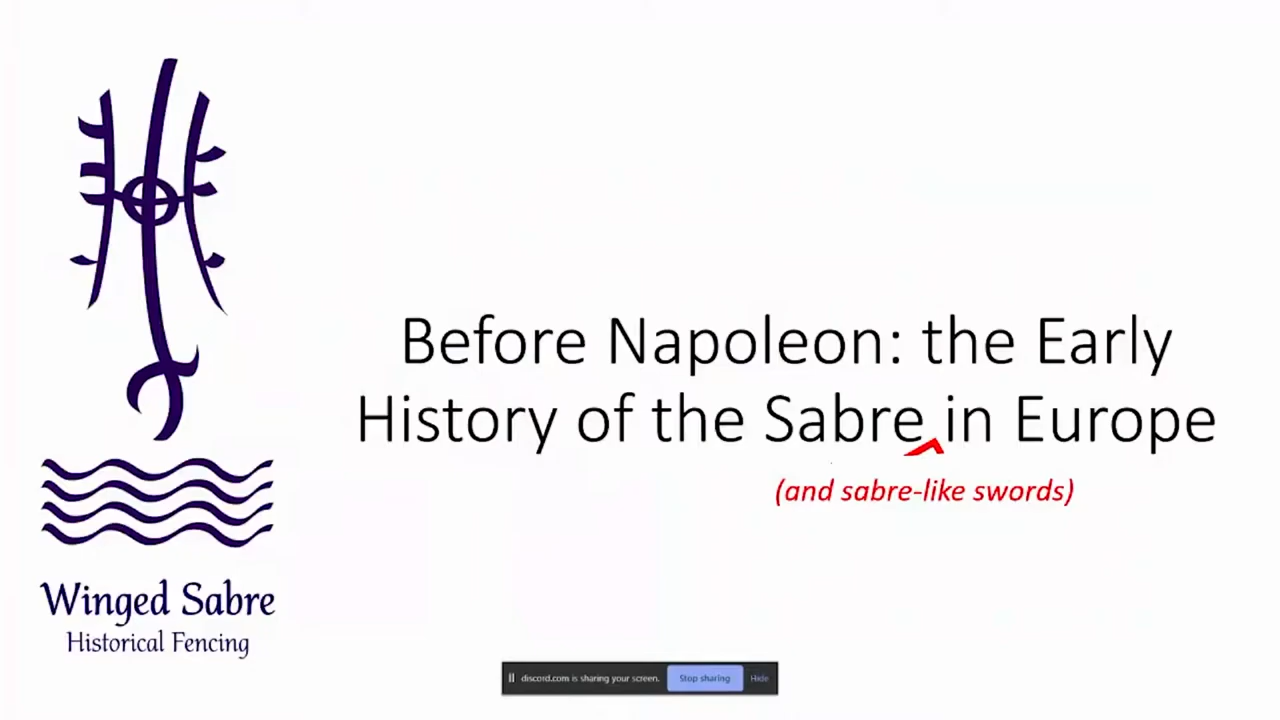 Before Napoleon: the Early
History of the Sabre in Europe
(and sabre-like swords)
Winged Sabre
Historical Fencing
discord.com is sharing your screen. Stop sharing Hide